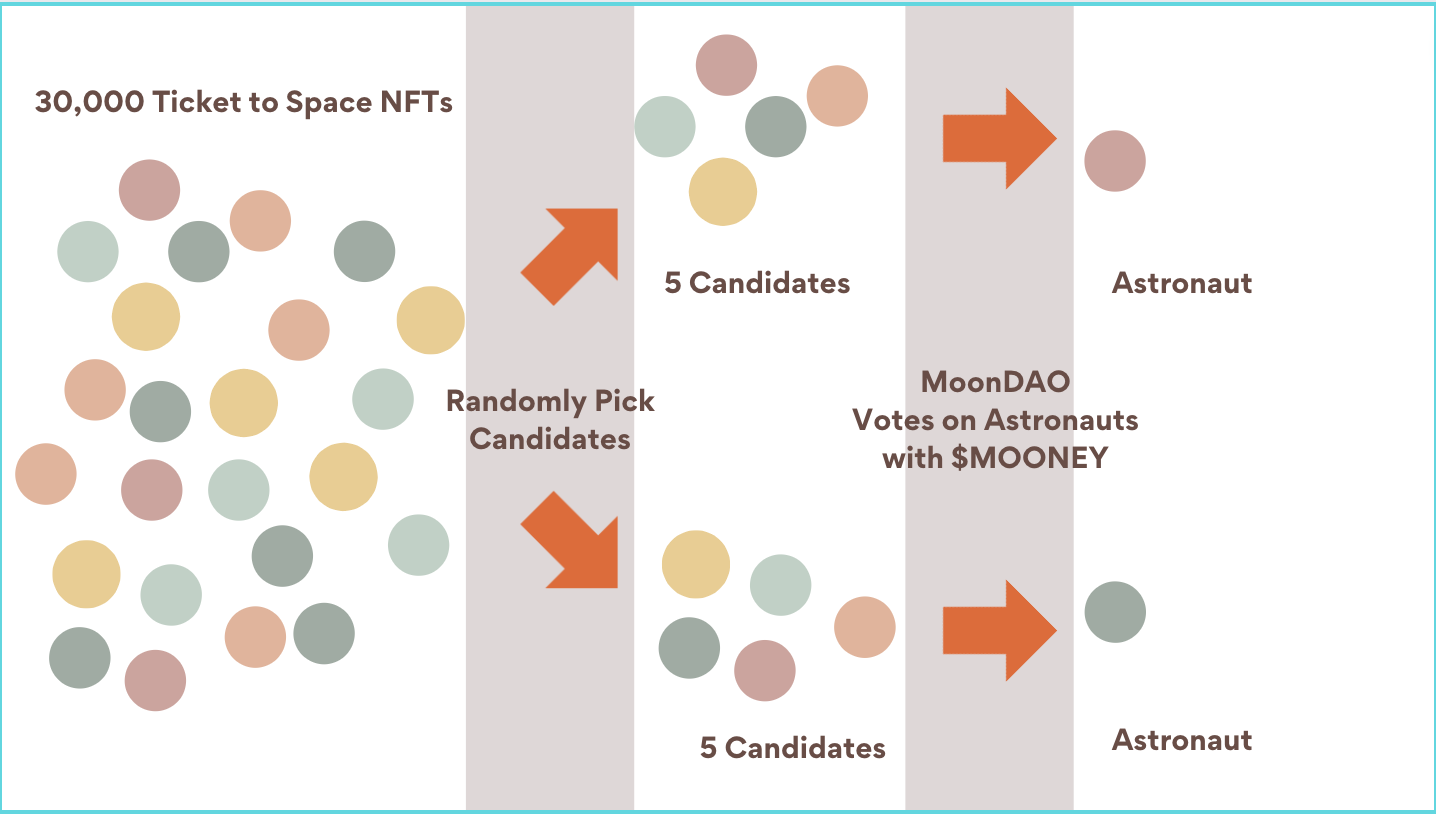 30,000 Ticket to Space NFTs
Randomly Pick
Candidates
5 Candidates
5 Candidates
MoonDAO
Votes on Astronauts
with $MOONEY
Astronaut
Astronaut